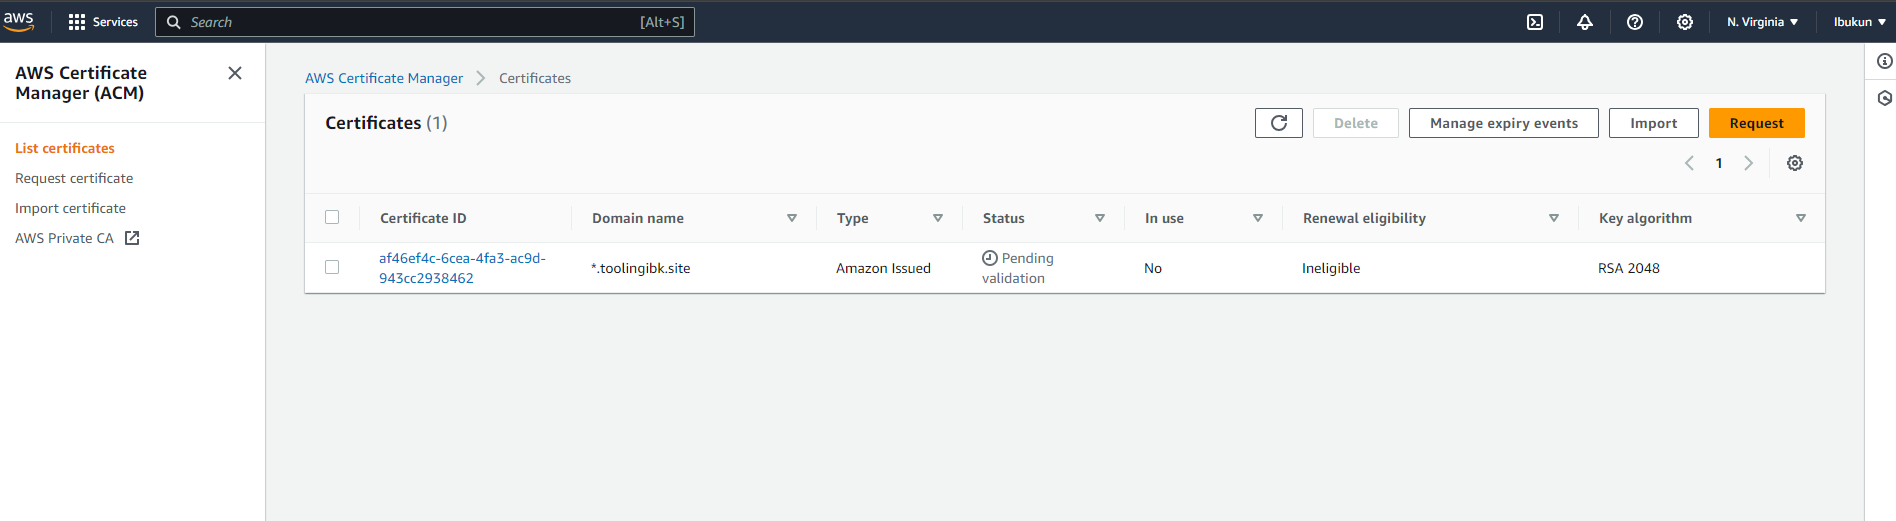 aws
Services
Search
[Alt+S]
N. Virginia
Ibukun
AWS Certificate
Manager (ACM)
List certificates
Request certificate
Import certificate
AWS Private CA
AWS Certificate Manager
Certificates
Certificates (1)
Delete
Manage expiry events
Import
Request
1
Certificate ID
Domain name
Type
Status
In use
Renewal eligibility
Key algorithm
af46ef4c-6cea-4fa3-ac9d-
943cc2938462
*.toolingibk.site
Amazon Issued
Pending
validation
No
Ineligible
RSA 2048